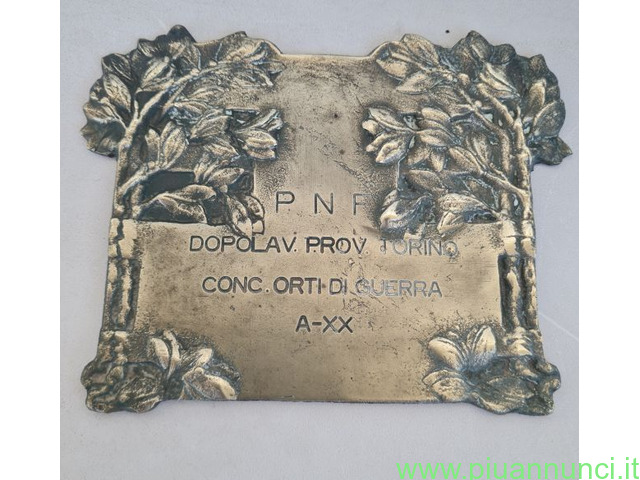 P N F
DOPOLAV. PROV. TORINO
CONC. ORTI DI GUERRA
A-XX
www.piuannunci.it